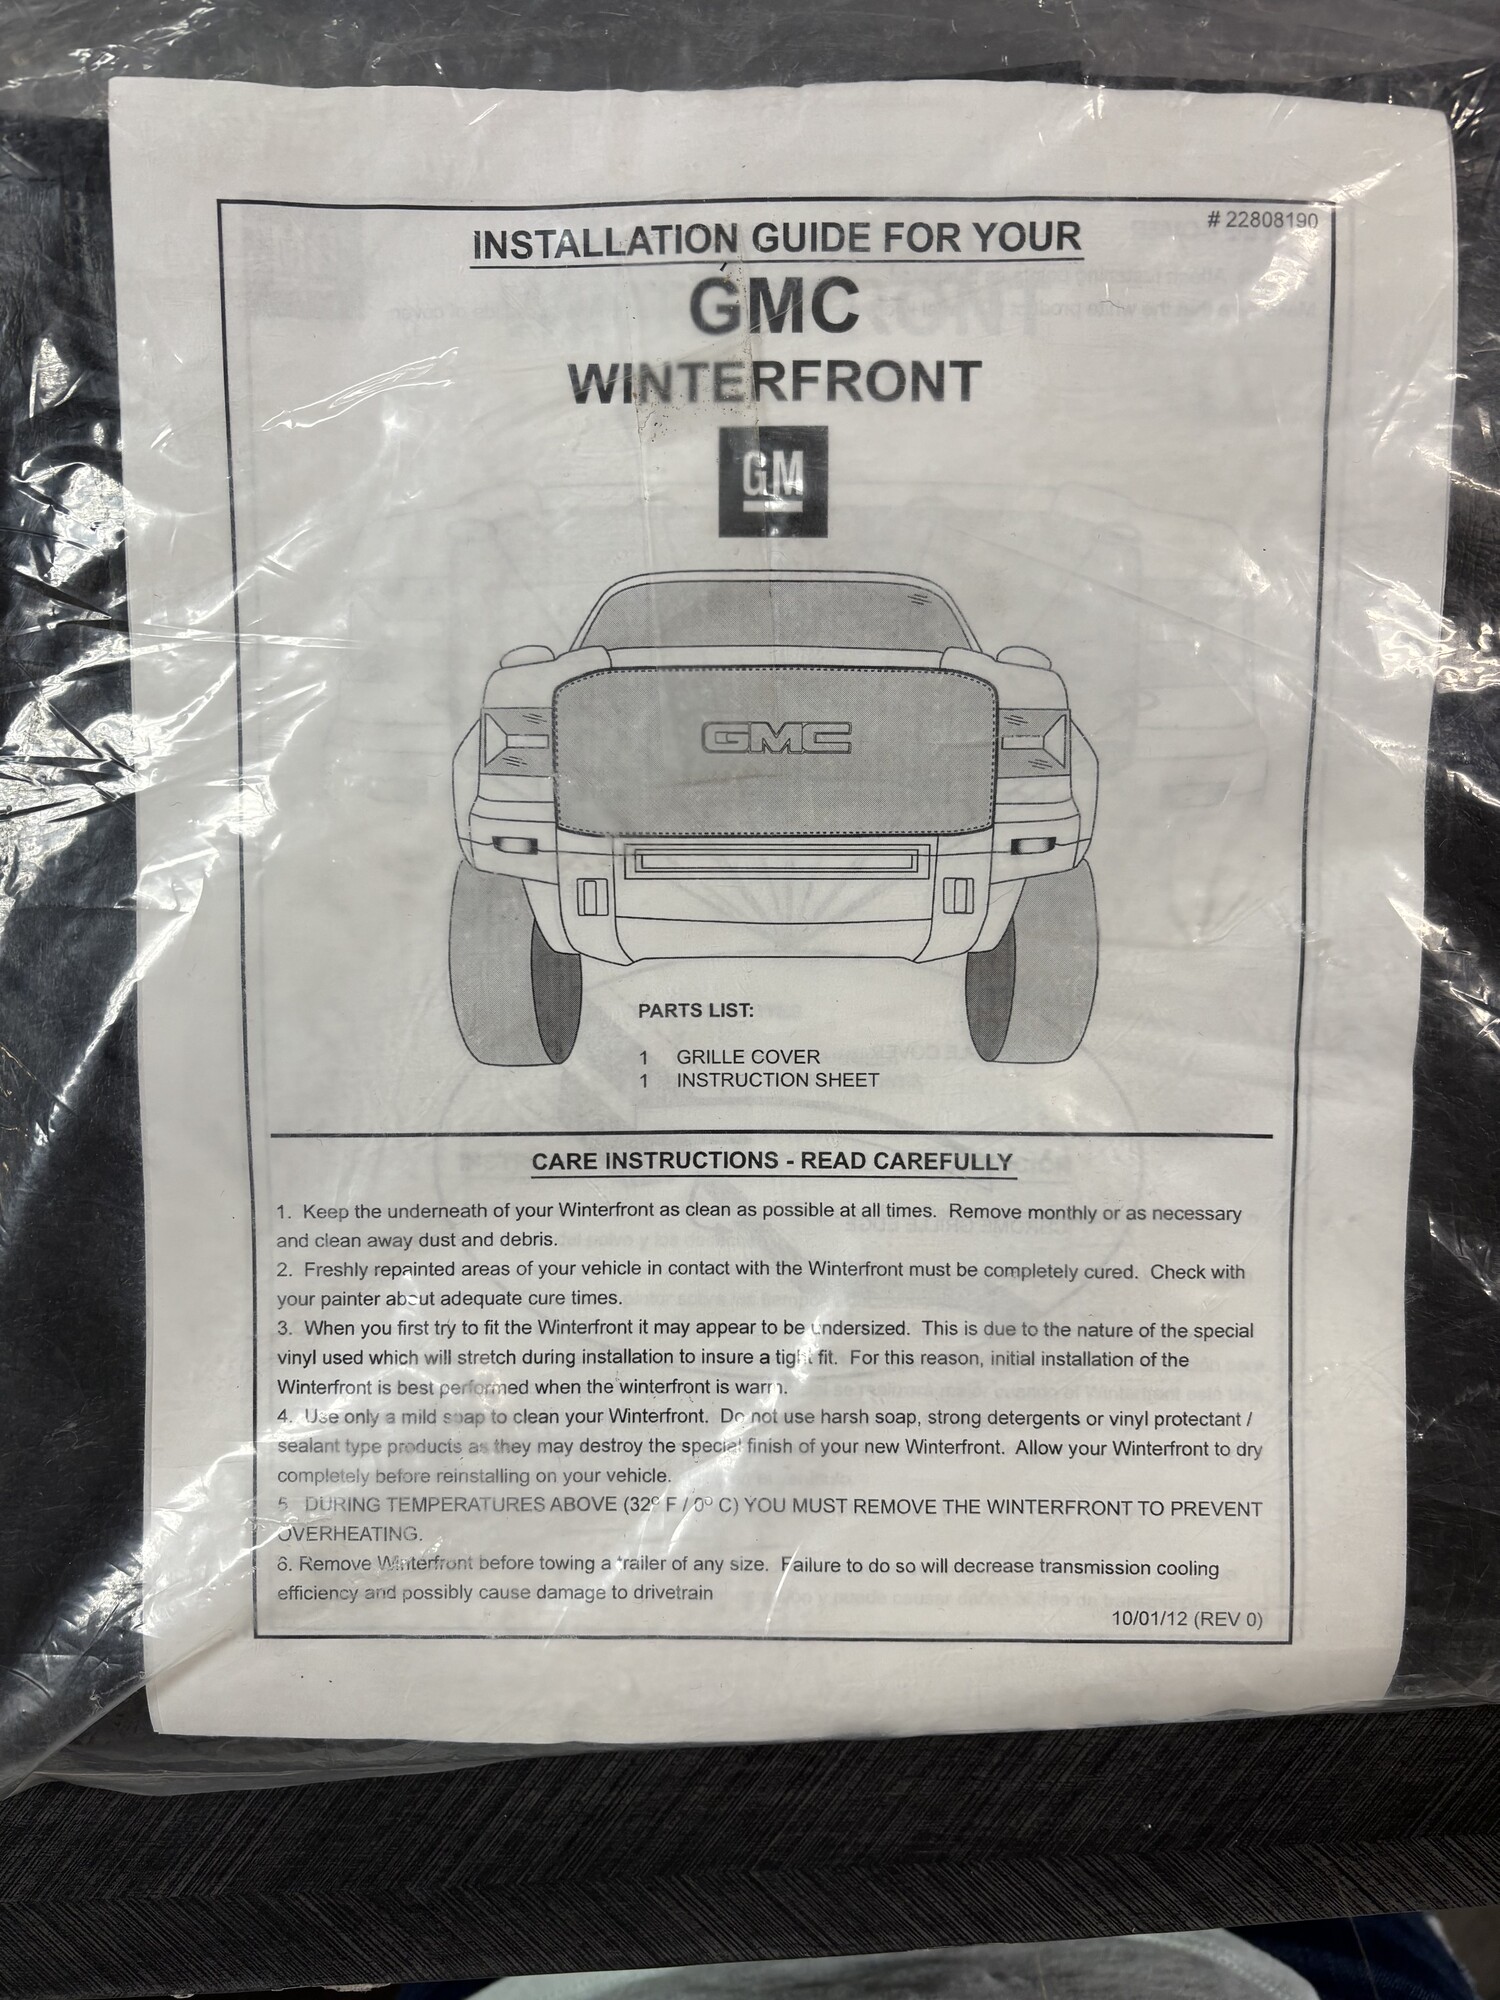 # 22808190
INSTALLATION GUIDE FOR YOUR
GMC
WINTERFRONT
GM
GMC
PARTS LIST:
1 GRILLE COVER
1 INSTRUCTION SHEET
CARE INSTRUCTIONS - READ CAREFULLY
1. Keep the underneath of your Winterfront as clean as possible at all times. Remove monthly or as necessary
and clean away dust and debris.
2. Freshly repainted areas of your vehicle in contact with the Winterfront must be completely cured. Check with
your painter about adequate cure times.
3. When you first try to fit the Winterfront it may appear to be undersized. This is due to the nature of the special
vinyl used which will stretch during installation to insure a tight fit. For this reason, initial installation of the
Winterfront is best performed when the winterfront is warm.
4. Use only a mild soap to clean your Winterfront. Do not use harsh soap, strong detergents or vinyl protectant /
sealant type products as they may destroy the special finish of your new Winterfront. Allow your Winterfront to dry
completely before reinstalling on your vehicle.
5. DURING TEMPERATURES ABOVE (32º F / 0º C) YOU MUST REMOVE THE WINTERFRONT TO PREVENT
OVERHEATING.
6. Remove Winterfront before towing a trailer of any size. Failure to do so will decrease transmission cooling
efficiency and possibly cause damage to drivetrain
10/01/12 (REV 0)